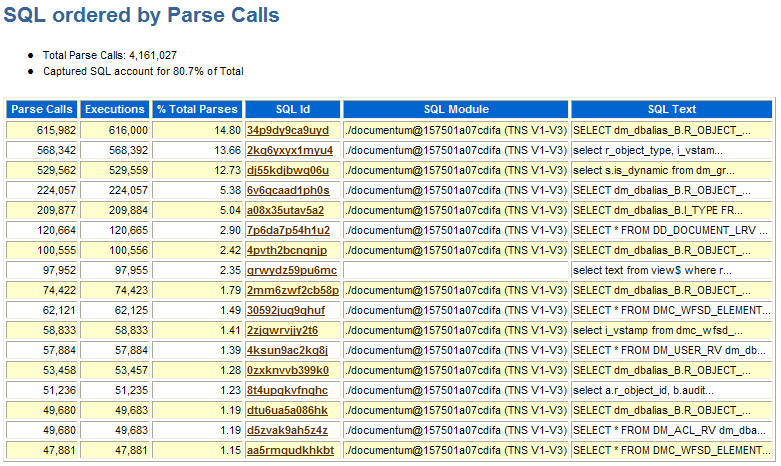 SQL ordered by Parse Calls
Total Parse Calls: 4,161,027
Captured SQL account for 80.7% of Total
Parse Calls Executions % Total Parses SQL Id SQL Module SQL Text
615,982 616,000 14.80 34p9dy9ca9uyd ./documentum@157501a07cdifa (TNS V1-V3) SELECT dm_dbalias_B.R_OBJECT_...
568,342 568,392 13.66 2kq6yxyx1myu4 ./documentum@157501a07cdifa (TNS V1-V3) select r_object_type, i_vstam...
529,562 529,559 12.73 dj55kdjbwq06u ./documentum@157501a07cdifa (TNS V1-V3) select s.is_dynamic from dm_gr...
224,057 224,057 5.38 6v6qcaad1ph0s ./documentum@157501a07cdifa (TNS V1-V3) SELECT dm_dbalias_B.R_OBJECT_...
209,877 209,884 5.04 a08x35utav5a2 ./documentum@157501a07cdifa (TNS V1-V3) SELECT dm_dbalias_B.I_TYPE FR...
120,664 120,665 2.90 7p6da7p54h1u2 ./documentum@157501a07cdifa (TNS V1-V3) SELECT * FROM DD_DOCUMENT_LRV ...
100,555 100,556 2.42 4pvth2bcnqnjp ./documentum@157501a07cdifa (TNS V1-V3) SELECT dm_dbalias_B.R_OBJECT_...
97,952 97,955 2.35 qrwydz59pu6mc select text from view$ where r...
74,422 74,423 1.79 2mm6zwf2cb58p ./documentum@157501a07cdifa (TNS V1-V3) SELECT dm_dbalias_B.R_OBJECT_...
62,121 62,125 1.49 30592juq9qhuf ./documentum@157501a07cdifa (TNS V1-V3) SELECT * FROM DMC_WFSD_ELEMENT...
58,833 58,833 1.41 2zjqwrvjjy2t6 ./documentum@157501a07cdifa (TNS V1-V3) select i_vstamp from dmc_wfsd_...
57,884 57,884 1.39 4ksun9ac2kq8j ./documentum@157501a07cdifa (TNS V1-V3) SELECT * FROM DM_USER_RV dm_db...
53,458 53,457 1.28 0zxknvvb399k0 ./documentum@157501a07cdifa (TNS V1-V3) SELECT dm_dbalias_B.R_OBJECT_...
51,236 51,235 1.23 8t4upqkvfnqhc ./documentum@157501a07cdifa (TNS V1-V3) select a.r_object_id, b.audit...
49,680 49,683 1.19 dtu6ua5a086hk ./documentum@157501a07cdifa (TNS V1-V3) SELECT dm_dbalias_B.R_OBJECT_...
49,680 49,683 1.19 d5zvak9ah5z4z ./documentum@157501a07cdifa (TNS V1-V3) SELECT * FROM DM_ACL_RV dm_dba...
47,881 47,881 1.15 aa5rmqudkhkbt ./documentum@157501a07cdifa (TNS V1-V3) SELECT * FROM DMC_WFSD_ELEMENT...